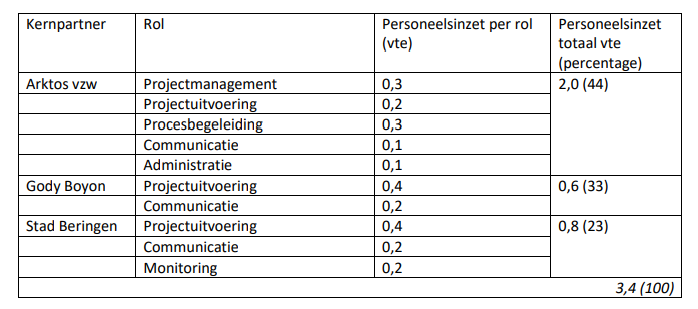 Kernpartner Rol Personeelsinzet per rol (vte) Personeelsinzet totaal vte (percentage)
Arktos vzw Projectmanagement 0,3 2,0 (44)
Projectuitvoering 0,2
Procesbegeleiding 0,3
Communicatie 0,1
Administratie 0,1
Gody Boyon Projectuitvoering 0,4 0,6 (33)
Communicatie 0,2
Stad Beringen Projectuitvoering 0,4 0,8 (23)
Communicatie 0,2
Monitoring 0,2
3,4 (100)